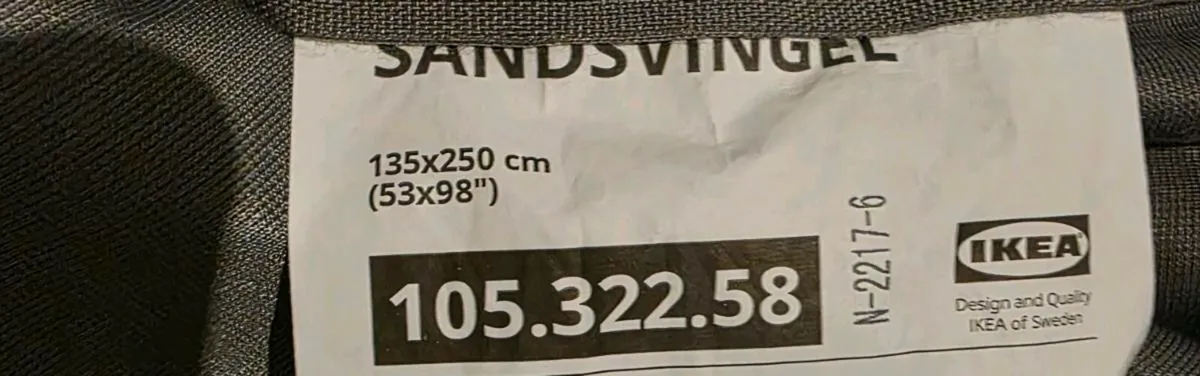 SANDSVINGEL
135x250 cm
(53x98")
105.322.58
N-2217-6
IKEA
Design and Quality
IKEA of Sweden